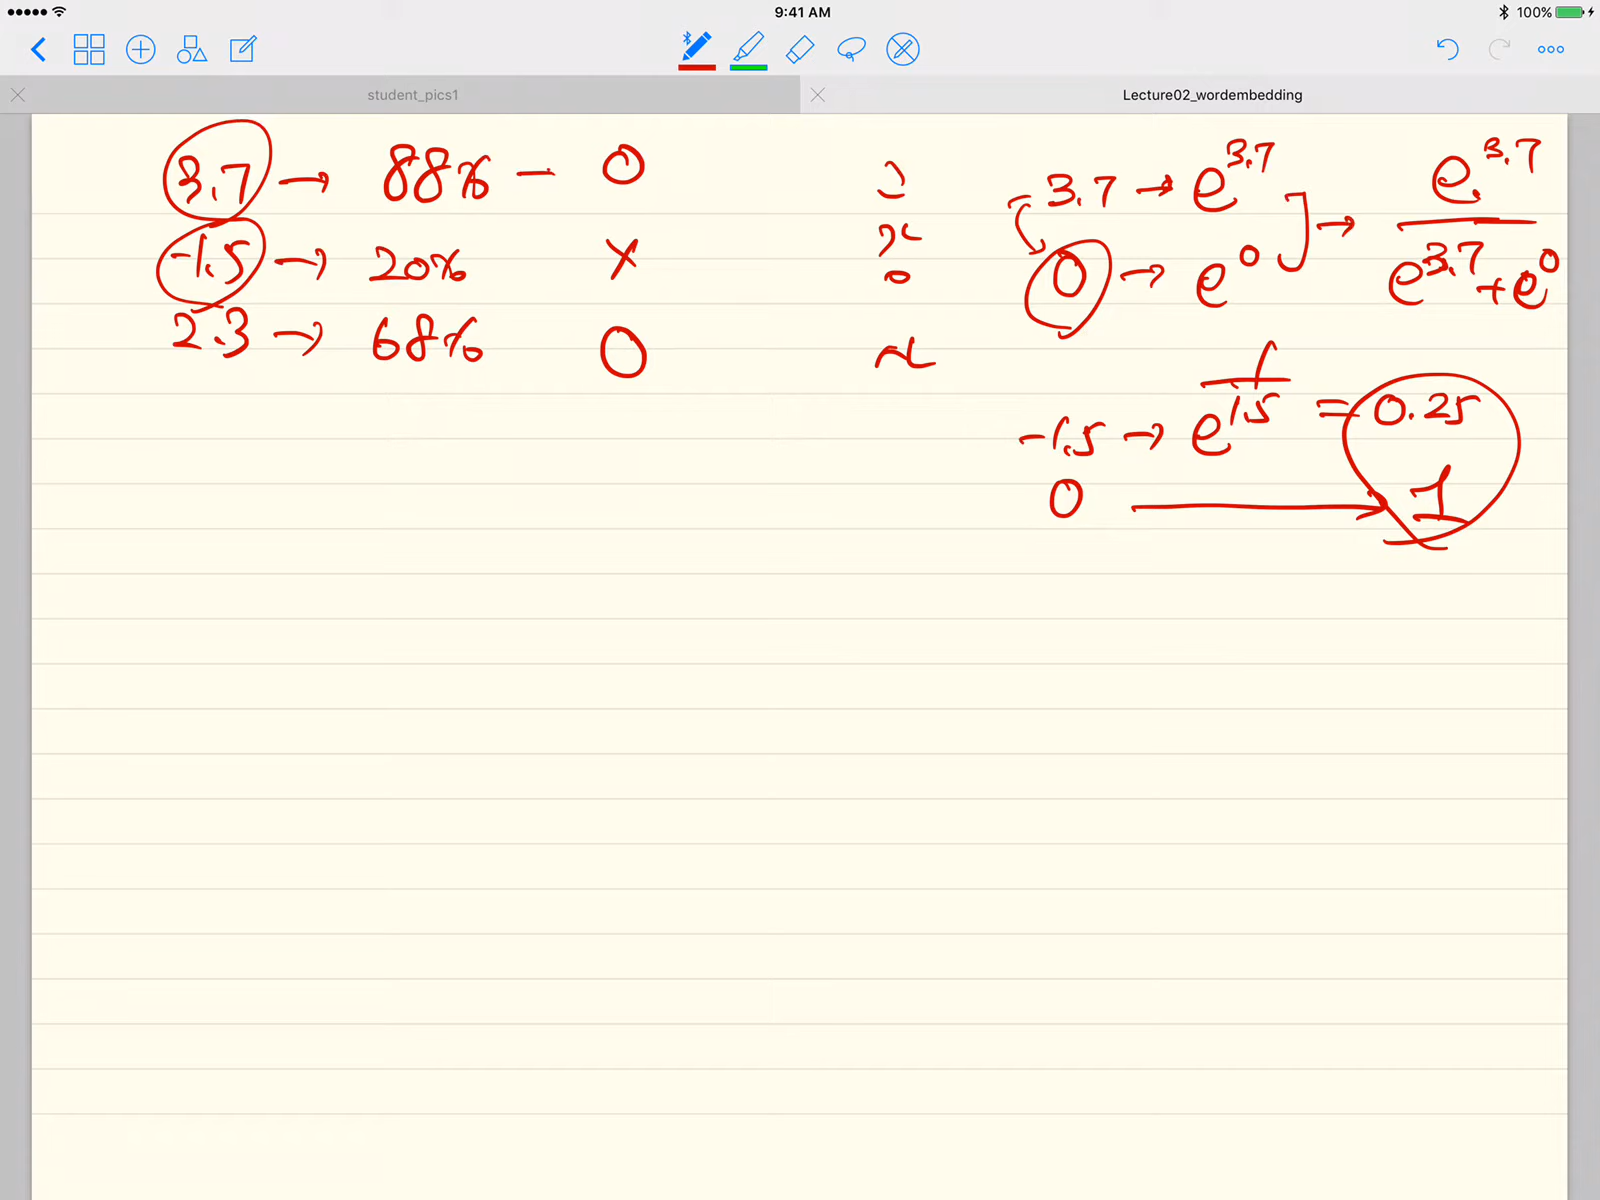 9:41 AM
100%
student_pics1
Lecture02_wordembedding
3.7 → 88% – O
-1.5 → 20% X
2.3 → 68% O
3.7 → e^3.7
0 → e^0
→ e^3.7 / e^3.7 + e^0
-1.5 → 1 / e^1.5 = 0.25
0 → 1